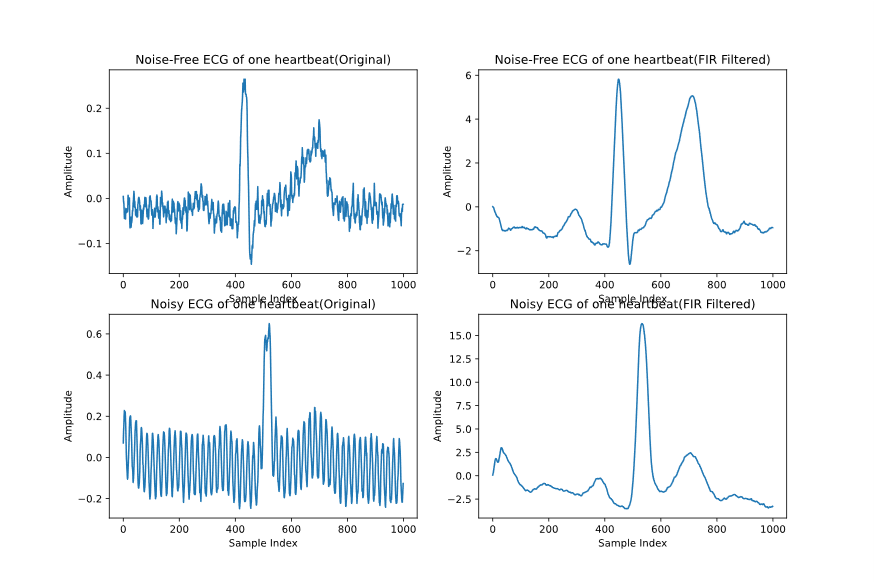 Noise-Free ECG of one heartbeat(Original)
Amplitude
0.2
0.1
0.0
−0.1
0 200 400 600 800 1000
Sample Index
Noise-Free ECG of one heartbeat(FIR Filtered)
Amplitude
6
4
2
0
−2
0 200 400 600 800 1000
Sample Index
Noisy ECG of one heartbeat(Original)
Amplitude
0.6
0.4
0.2
0.0
−0.2
0 200 400 600 800 1000
Sample Index
Noisy ECG of one heartbeat(FIR Filtered)
Amplitude
15.0
12.5
10.0
7.5
5.0
2.5
0.0
−2.5
0 200 400 600 800 1000
Sample Index